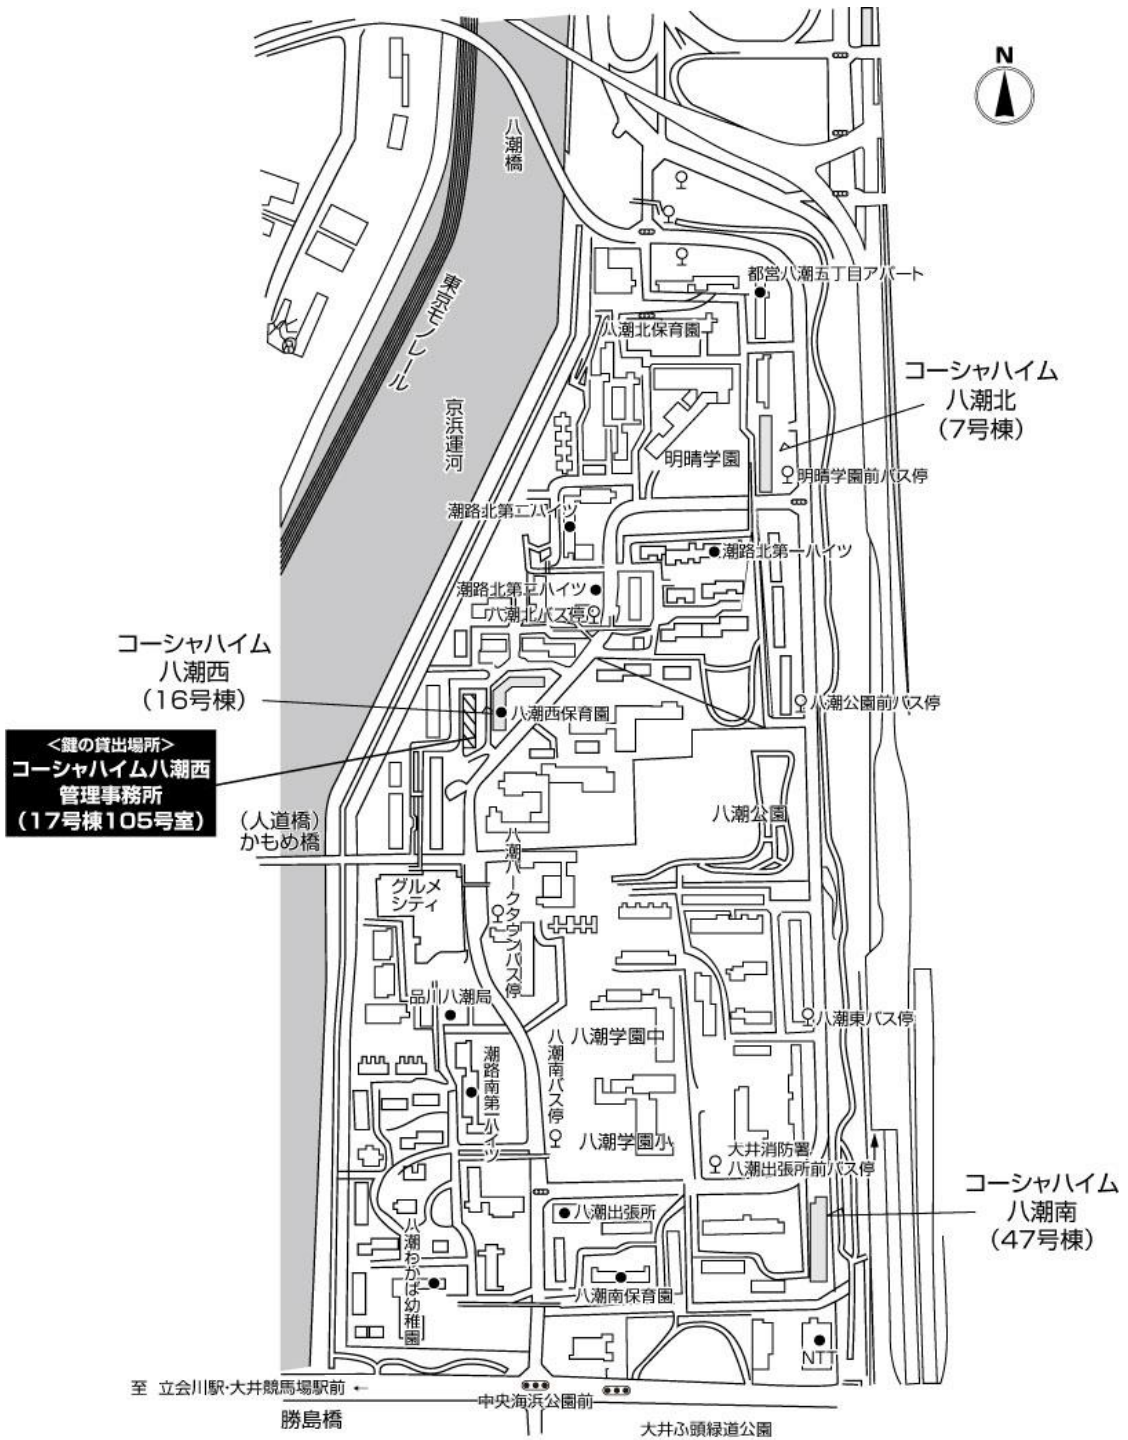 N
八潮橋
都営八潮五丁目アパート
東京モノレール
八潮北保育園
コーシャハイム
八潮北
(7号棟)
京浜運河
明晴学園
明晴学園前バス停
潮路北第二ハイツ
潮路北第一ハイツ
潮路北第三ハイツ
八潮北バス停
コーシャハイム
八潮西
(16号棟)
八潮公園前バス停
八潮西保育園
<鍵の貸出場所>
コーシャハイム八潮西
管理事務所
(17号棟105号室)
八潮公園
(人道橋)
かもめ橋
八潮パークタウンバス停
グルメ
シティ
品川八潮局
八潮東バス停
八潮学園中
八潮南バス停
潮路南第一ハイツ
八潮学園小
大井消防署
八潮出張所前バス停
コーシャハイム
八潮南
(47号棟)
八潮出張所
八潮わかば幼稚園
八潮南保育園
NTT
至 立会川駅・大井競馬場駅前 ←
中央海浜公園前
勝島橋
大井ふ頭緑道公園